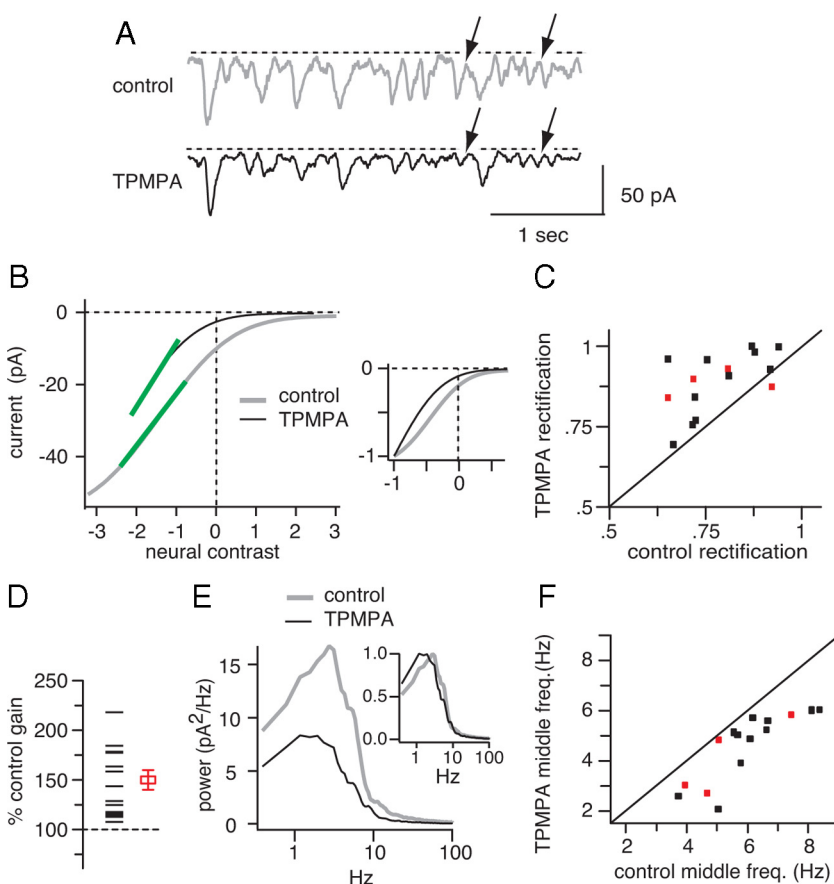 A
control
TPMPA
50 pA
1 sec
B
0
-20
-40
current (pA)
control
TPMPA
-3 -2 -1 0 1 2 3
neural contrast
0
-1
-1 0
C
1
.75
.5
TPMPA rectification
.5 .75 1
control rectification
D
250
200
150
100
% control gain
E
control
TPMPA
15
10
5
0
power (pA2/Hz)
1 10 100
Hz
1.0
0.5
0.0
1 10 100
Hz
F
8
6
4
2
TPMPA middle freq.(Hz)
2 4 6 8
control middle freq. (Hz)